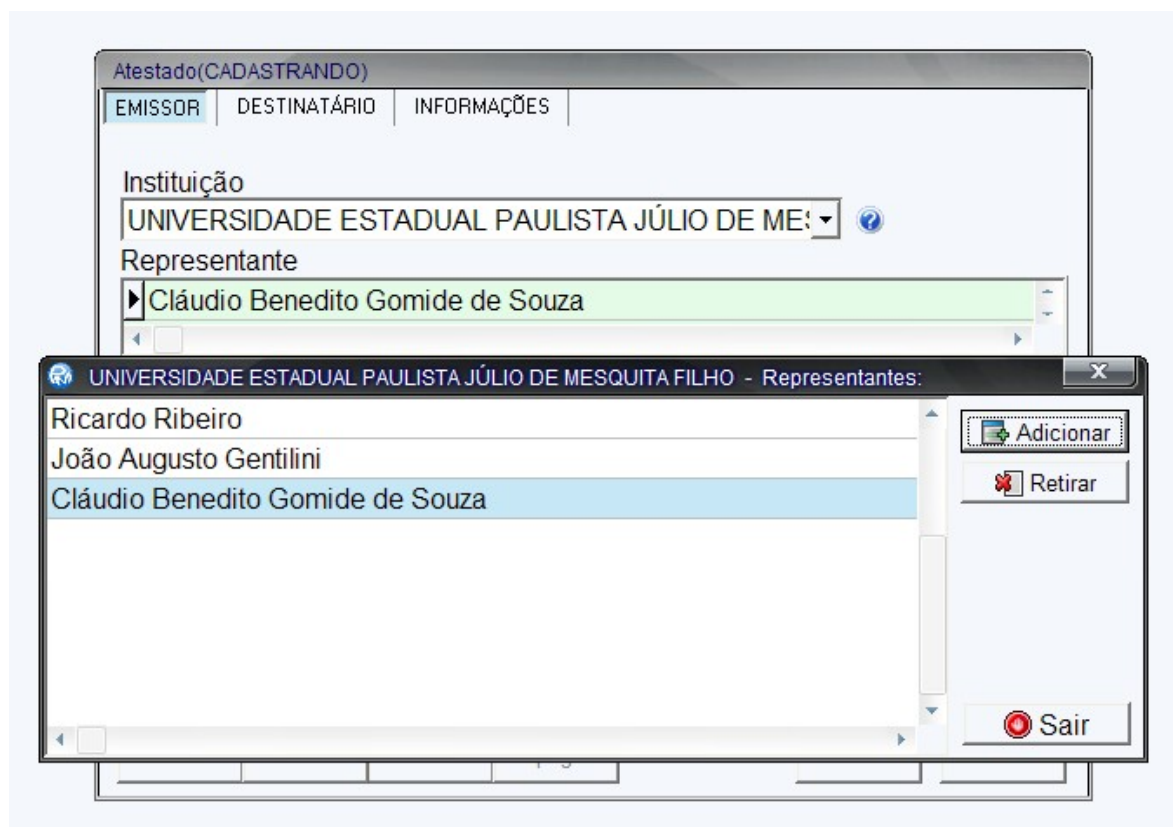 Atestado(CADASTRANDO)
EMISSOR DESTINATÁRIO INFORMAÇÕES
Instituição
UNIVERSIDADE ESTADUAL PAULISTA JÚLIO DE
Representante
Cláudio Benedito Gomide de Souza
UNIVERSIDADE ESTADUAL PAULISTA JÚLIO DE MESQUITA FILHO - Representantes:
Ricardo Ribeiro
João Augusto Gentilini
Cláudio Benedito Gomide de Souza
Adicionar
Retirar
Sair